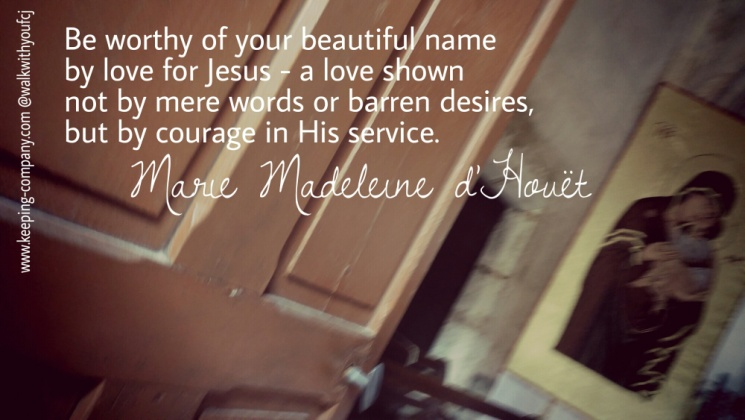 Be worthy of your beautiful name
by love for Jesus - a love shown
not by mere words or barren desires,
but by courage in His service.
Marie Madeleine d'Houët
www.keeping-company.com @walkwithyoufcj